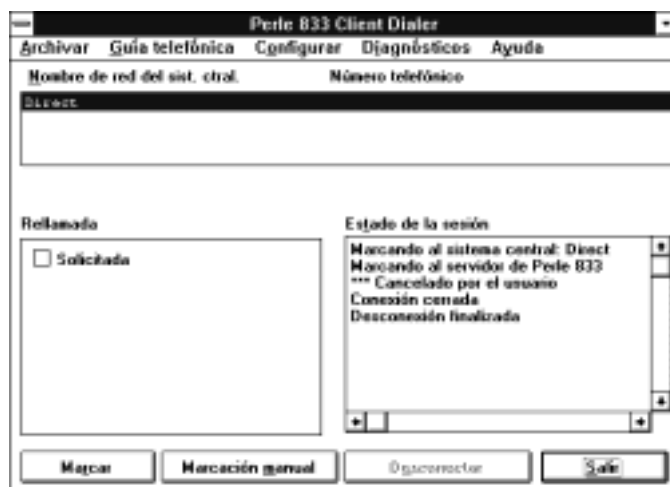 Perle 833 Client Dialer
Archivar Guía telefónica Configurar Diagnósticos Ayuda
Nombre de red del sist. ctral. Número telefónico
Direct
Rellamada Estado de la sesión
Solicitada
Marcando al sistema central: Direct
Marcando al servidor de Perle 833
*** Cancelado por el usuario
Conexión cerrada
Desconexión finalizada
Marcar Marcación manual Desconectar Salir